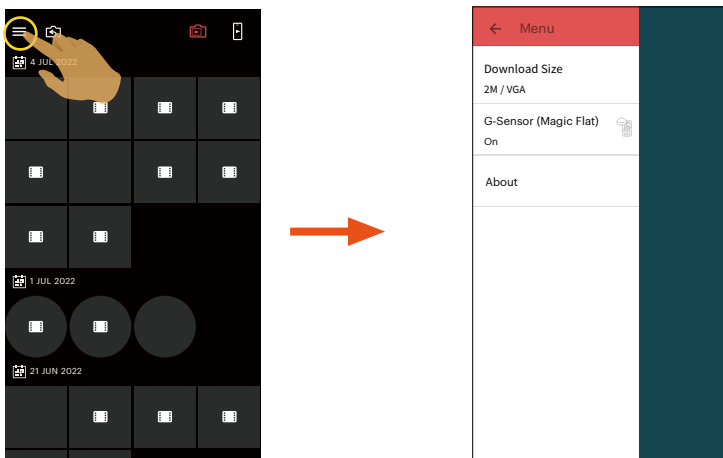 4 JUL 2022
1 JUL 2022
21 JUN 2022
Menu
Download Size
2M / VGA
G-Sensor (Magic Flat)
On
About